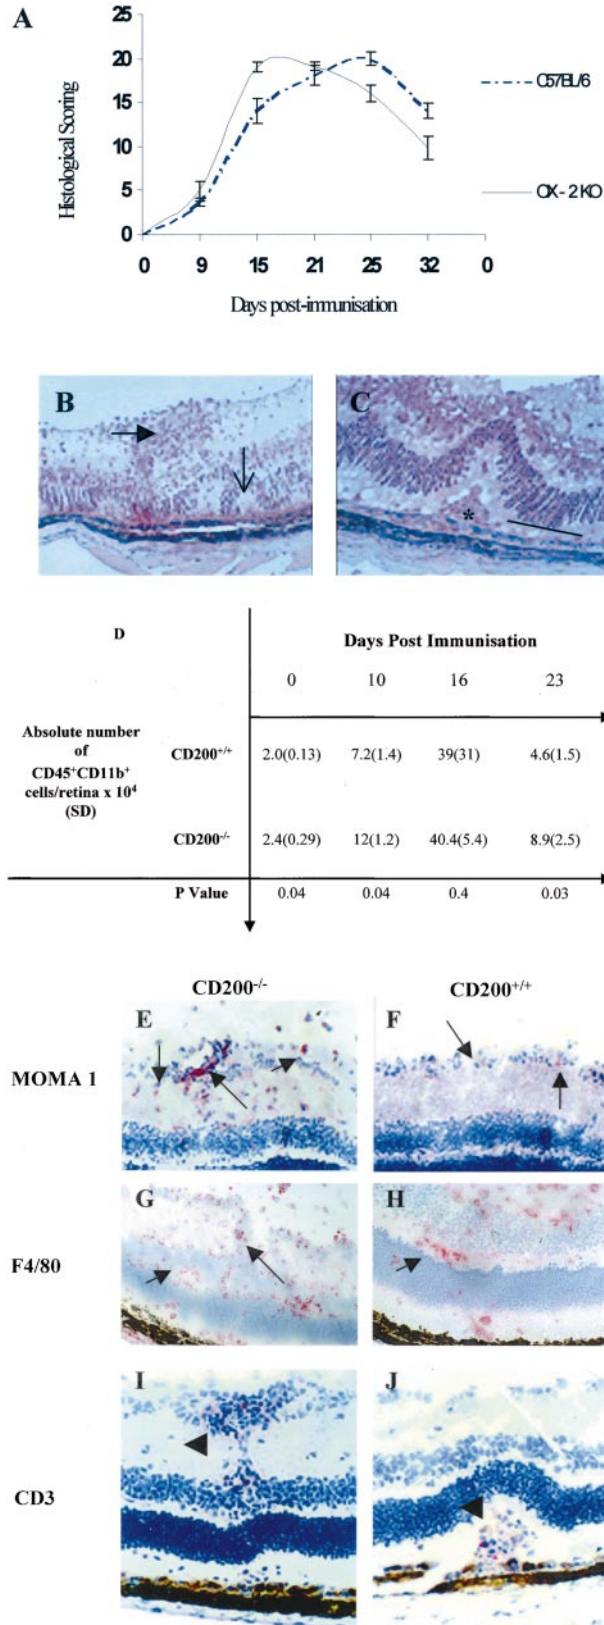 A
Histological Scoring
25
20
15
10
5
0
0 9 15 21 25 32 0
Days post-immunisation
C57BL/6
OX-2 KO
B
C
*
D
Days Post Immunisation
0 10 16 23
Absolute number
of
CD45+CD11b+
cells/retina x 10⁴
(SD)
CD200+/+ 2.0(0.13) 7.2(1.4) 39(31) 4.6(1.5)
CD200-/- 2.4(0.29) 12(1.2) 40.4(5.4) 8.9(2.5)
P Value 0.04 0.04 0.4 0.03
CD200-/- CD200+/+
MOMA 1
E
F
F4/80
G
H
CD3
I
J